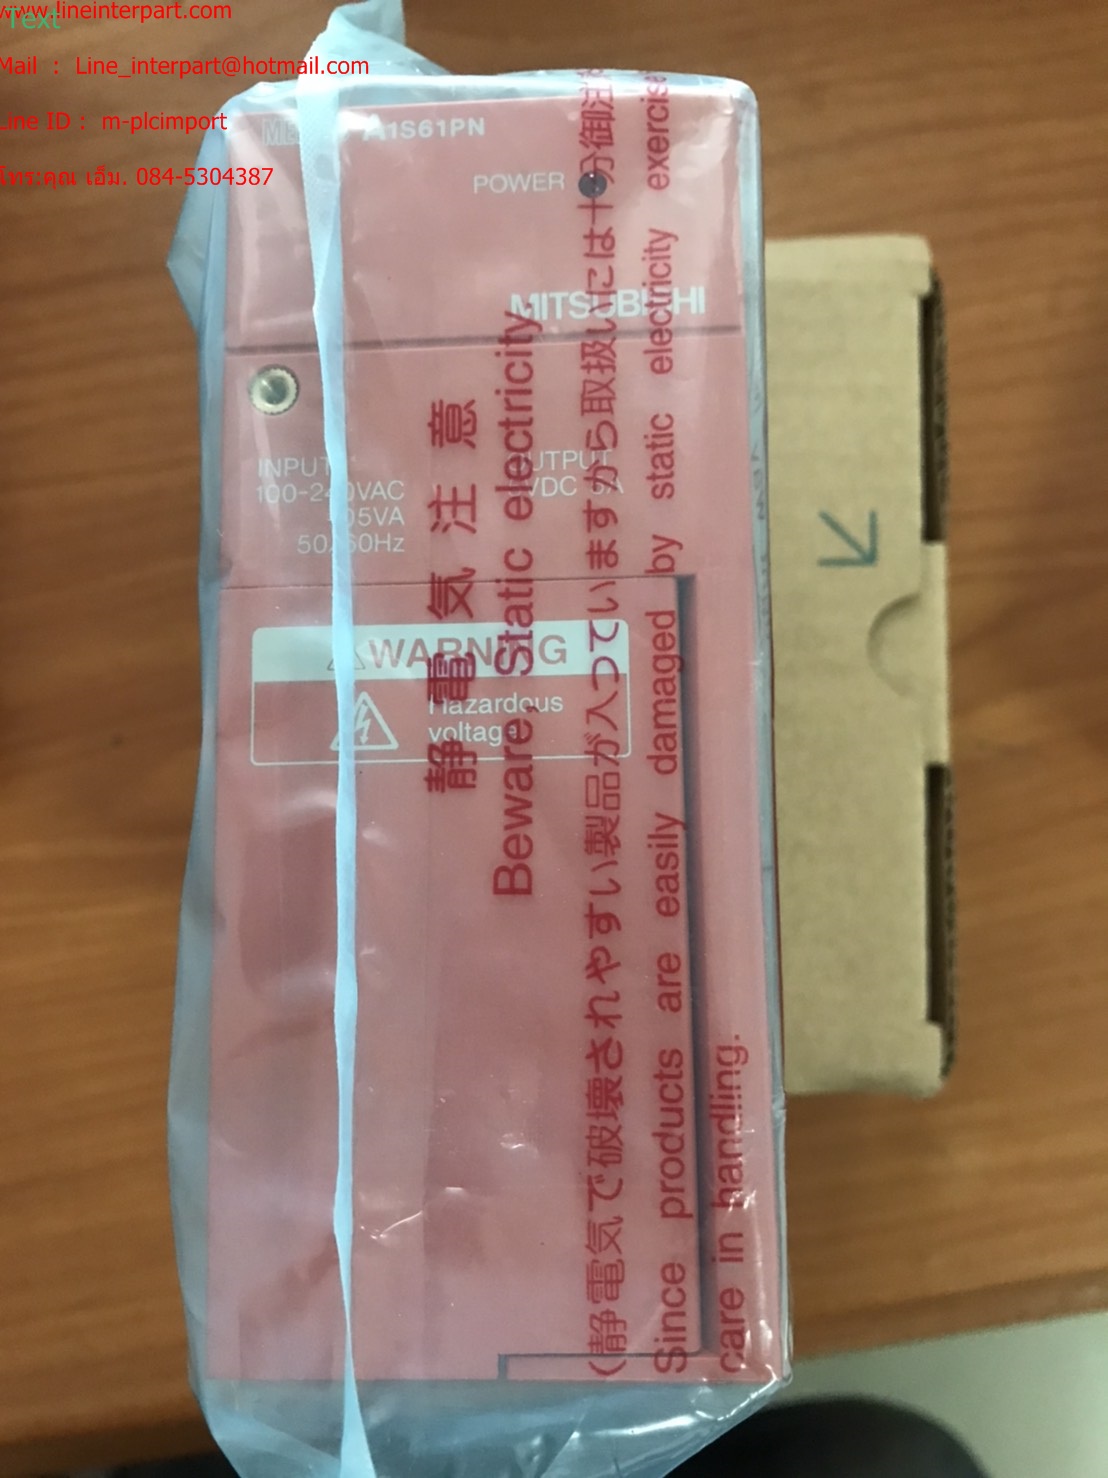 www.lineinterpart.com
Text
Mail : Line_interpart@hotmail.com
Line ID : m-plcimport
โทร:คุณ เอ็ม. 084-5304387
A1S61PN
POWER
MITSUBISHI
INPUT
100-240VAC
105VA
50/60Hz
OUTPUT
VDC 5A
WARNING
Hazardous
voltage
静電気注意
Beware, Static electricity.
(静電気で破壊されやすい製品が入っていますから取扱いには十分御注
Since products are easily damaged by static electricity exercise
care in handling.